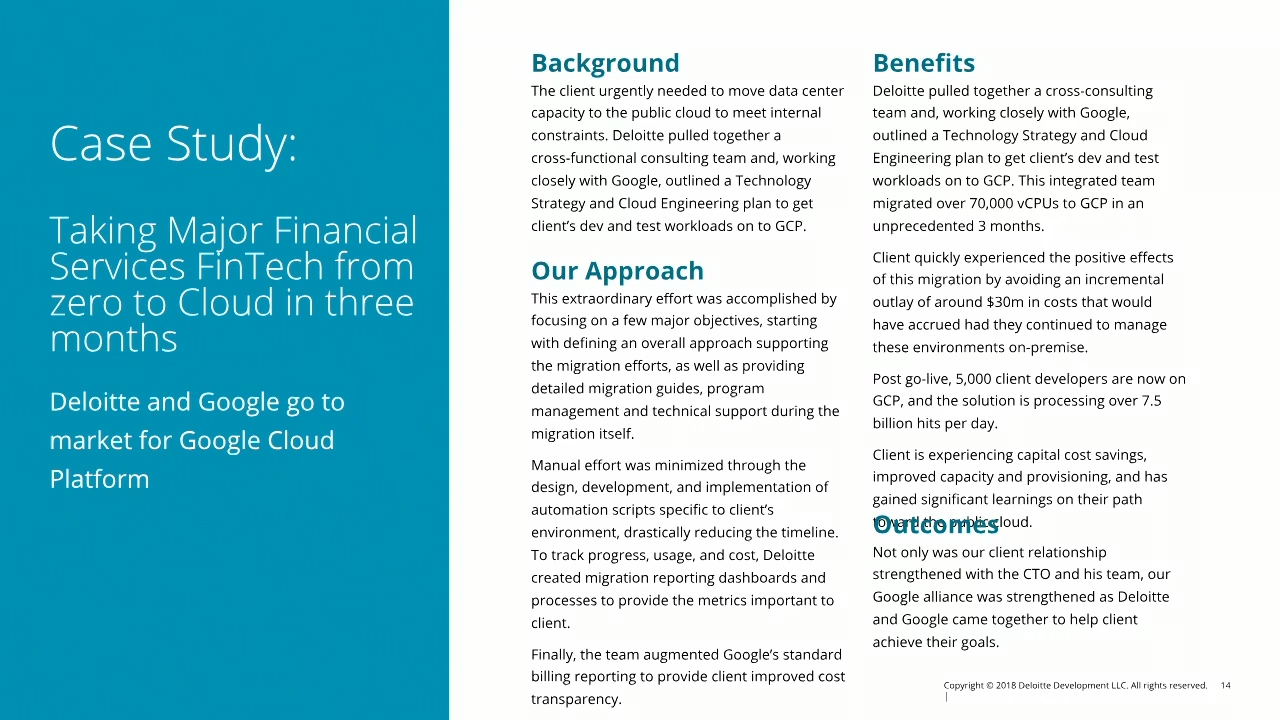 Case Study:
Taking Major Financial
Services FinTech from
zero to Cloud in three
months
Deloitte and Google go to
market for Google Cloud
Platform
Background
The client urgently needed to move data center
capacity to the public cloud to meet internal
constraints. Deloitte pulled together a
cross-functional consulting team and, working
closely with Google, outlined a Technology
Strategy and Cloud Engineering plan to get
client’s dev and test workloads on to GCP.
Our Approach
This extraordinary effort was accomplished by
focusing on a few major objectives, starting
with defining an overall approach supporting
the migration efforts, as well as providing
detailed migration guides, program
management and technical support during the
migration itself.
Manual effort was minimized through the
design, development, and implementation of
automation scripts specific to client’s
environment, drastically reducing the timeline.
To track progress, usage, and cost, Deloitte
created migration reporting dashboards and
processes to provide the metrics important to
client.
Finally, the team augmented Google’s standard
billing reporting to provide client improved cost
transparency.
Benefits
Deloitte pulled together a cross-consulting
team and, working closely with Google,
outlined a Technology Strategy and Cloud
Engineering plan to get client’s dev and test
workloads on to GCP. This integrated team
migrated over 70,000 vCPUs to GCP in an
unprecedented 3 months.
Client quickly experienced the positive effects
of this migration by avoiding an incremental
outlay of around $30m in costs that would
have accrued had they continued to manage
these environments on-premise.
Post go-live, 5,000 client developers are now on
GCP, and the solution is processing over 7.5
billion hits per day.
Client is experiencing capital cost savings,
improved capacity and provisioning, and has
gained significant learnings on their path
toward the public cloud.
Outcomes
Not only was our client relationship
strengthened with the CTO and his team, our
Google alliance was strengthened as Deloitte
and Google came together to help client
achieve their goals.
Copyright © 2018 Deloitte Development LLC. All rights reserved. 14
|